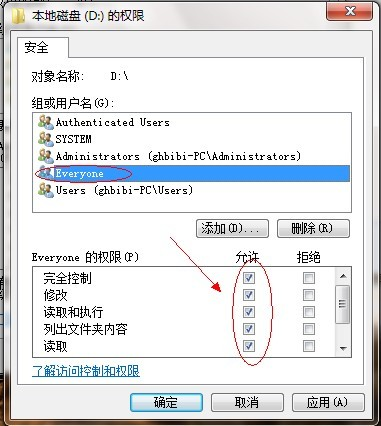 本地磁盘 (D:) 的权限
安全
对象名称: D:\
组或用户名(G):
Authenticated Users
SYSTEM
Administrators (ghbibi-PC\Administrators)
Everyone
Users (ghbibi-PC\Users)
添加(D)... 删除(R)
Everyone 的权限(P) 允许 拒绝
完全控制
修改
读取和执行
列出文件夹内容
读取
了解访问控制和权限
确定 取消 应用(A)